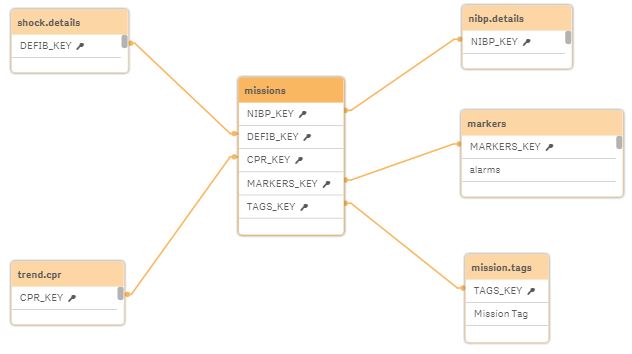 shock.details
DEFIB_KEY
nibp.details
NIBP_KEY
missions
NIBP_KEY
DEFIB_KEY
CPR_KEY
MARKERS_KEY
TAGS_KEY
markers
MARKERS_KEY
alarms
trend.cpr
CPR_KEY
mission.tags
TAGS_KEY
Mission Tag